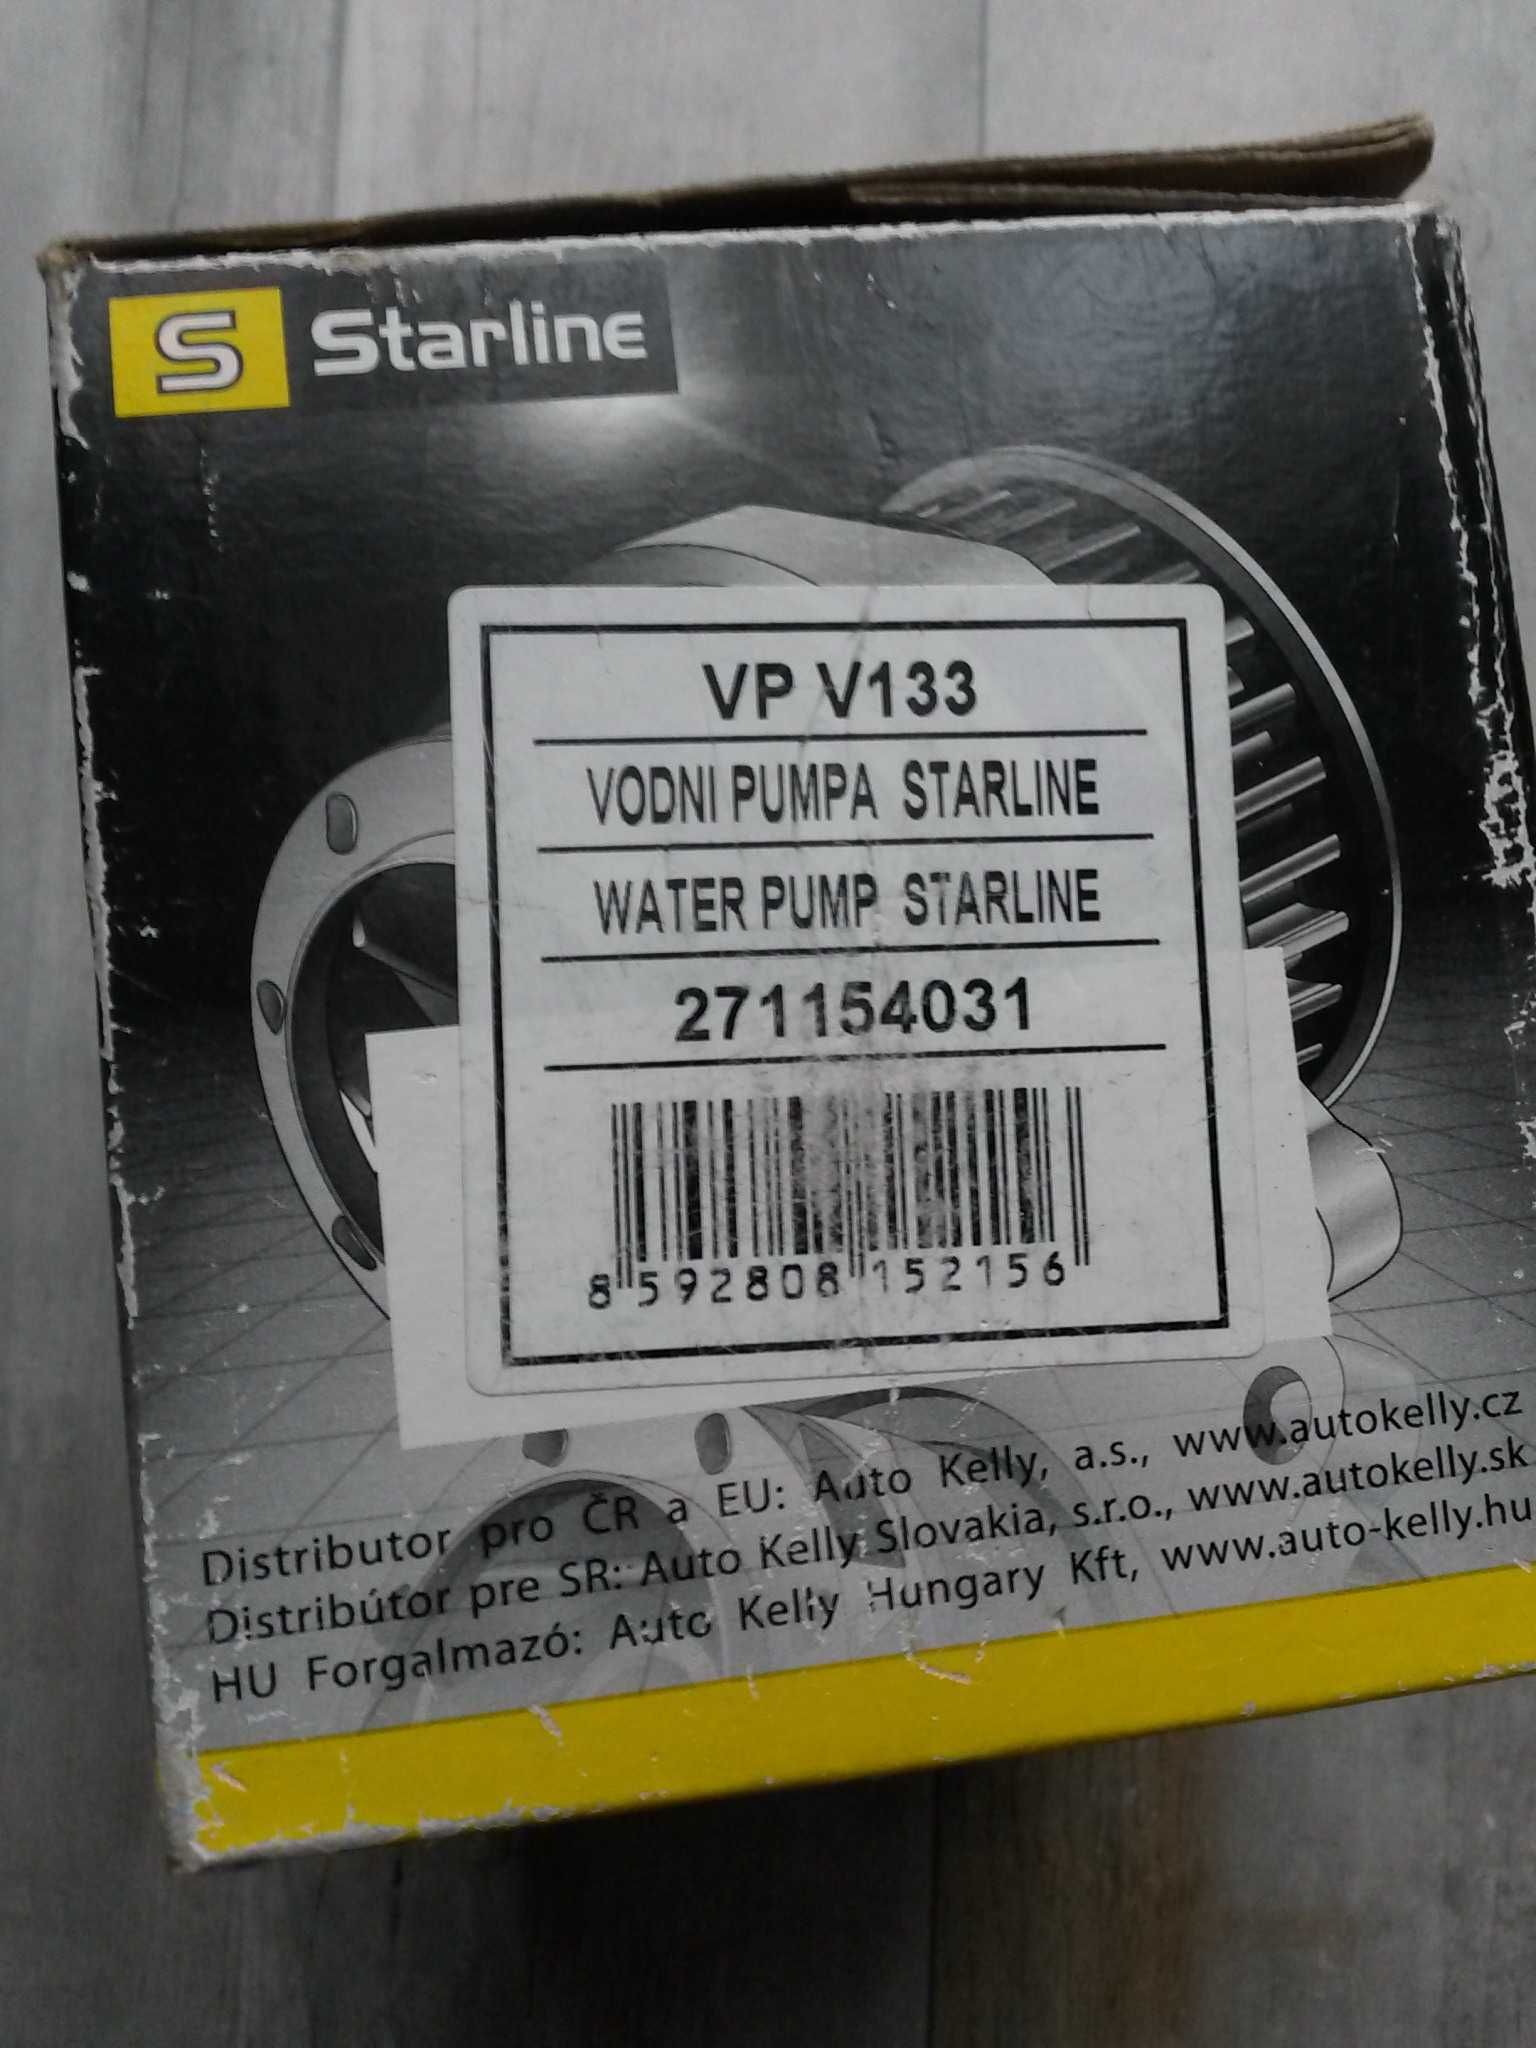 S Starline
VP V133
VODNI PUMPA STARLINE
WATER PUMP STARLINE
271154031
8 592808 152156
Distributor pro ČR a EU: Auto Kelly, a.s., www.autokelly.cz
Distribútor pre SR: Auto Kelly Slovakia, s.r.o., www.autokelly.sk
HU Forgalmazó: Auto Kelly Hungary Kft, www.auto-kelly.hu